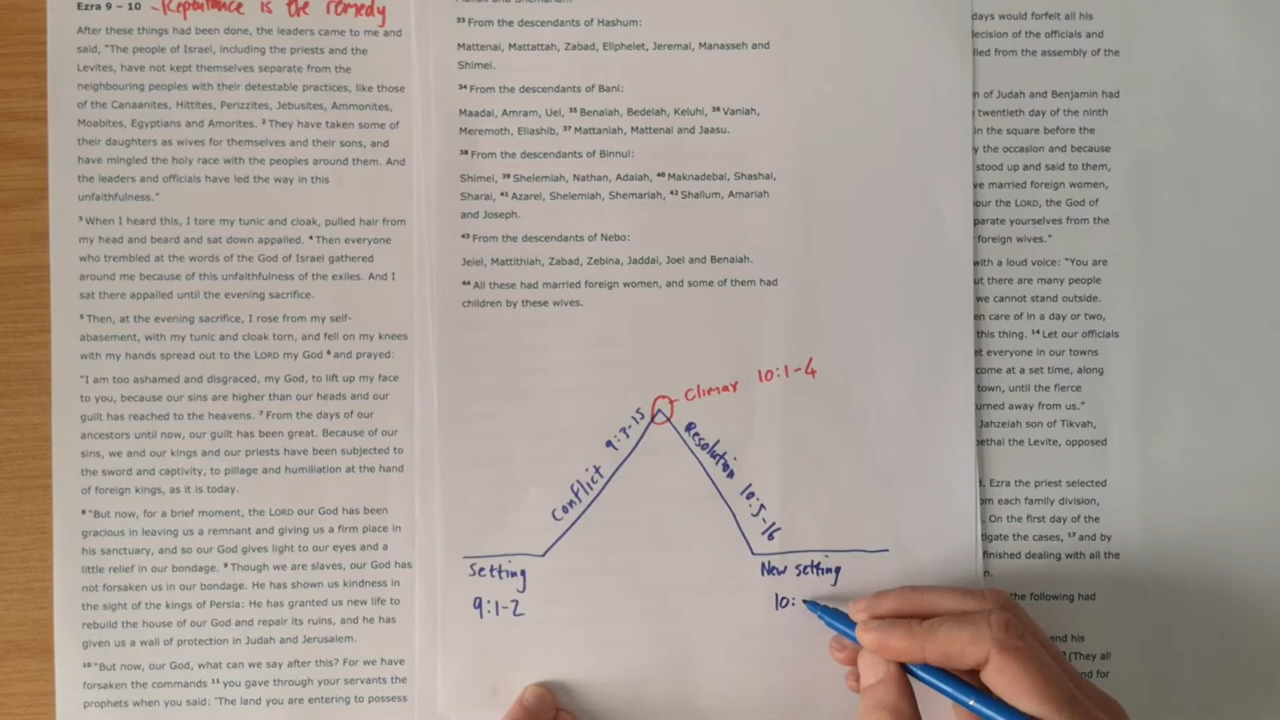 Ezra 9 – 10 - Repentance is the remedy
After these things had been done, the leaders came to me and
said, "The people of Israel, including the priests and the
Levites, have not kept themselves separate from the
neighbouring peoples with their detestable practices, like those
of the Canaanites, Hittites, Perizzites, Jebusites, Ammonites,
Moabites, Egyptians and Amorites. ² They have taken some of
their daughters as wives for themselves and their sons, and
have mingled the holy race with the peoples around them. And
the leaders and officials have led the way in this
unfaithfulness."
³ When I heard this, I tore my tunic and cloak, pulled hair from
my head and beard and sat down appalled. ⁴ Then everyone
who trembled at the words of the God of Israel gathered
around me because of this unfaithfulness of the exiles. And I
sat there appalled until the evening sacrifice.
⁵ Then, at the evening sacrifice, I rose from my self-
abasement, with my tunic and cloak torn, and fell on my knees
with my hands spread out to the LORD my God ⁶ and prayed:
"I am too ashamed and disgraced, my God, to lift up my face
to you, because our sins are higher than our heads and our
guilt has reached to the heavens. ⁷ From the days of our
ancestors until now, our guilt has been great. Because of our
sins, we and our kings and our priests have been subjected to
the sword and captivity, to pillage and humiliation at the hand
of foreign kings, as it is today.
⁸ "But now, for a brief moment, the LORD our God has been
gracious in leaving us a remnant and giving us a firm place in
his sanctuary, and so our God gives light to our eyes and a
little relief in our bondage. ⁹ Though we are slaves, our God has
not forsaken us in our bondage. He has shown us kindness in
the sight of the kings of Persia: He has granted us new life to
rebuild the house of our God and repair its ruins, and he has
given us a wall of protection in Judah and Jerusalem.
¹⁰ "But now, our God, what can we say after this? For we have
forsaken the commands ¹¹ you gave through your servants the
prophets when you said: 'The land you are entering to possess
³³ From the descendants of Hashum:
Mattenai, Mattattah, Zabad, Eliphelet, Jeremai, Manasseh and
Shimei.
³⁴ From the descendants of Bani:
Maadai, Amram, Uel, ³⁵ Benaiah, Bedeiah, Keluhi, ³⁶ Vaniah,
Meremoth, Eliashib, ³⁷ Mattaniah, Mattenai and Jaasu.
³⁸ From the descendants of Binnui:
Shimei, ³⁹ Shelemiah, Nathan, Adaiah, ⁴⁰ Maknadebai, Shashai,
Sharai, ⁴¹ Azarel, Shelemiah, Shemariah, ⁴² Shallum, Amariah
and Joseph.
⁴³ From the descendants of Nebo:
Jeiel, Mattithiah, Zabad, Zebina, Jaddai, Joel and Benaiah.
⁴⁴ All these had married foreign women, and some of them had
children by these wives.
Climax 10:1-4
Conflict 9:3-15
Resolution 10:5-16
Setting
9:1-2
New setting
10:
days would forfeit all his
decision of the officials and
led from the assembly of the
n of Judah and Benjamin had
twentieth day of the ninth
in the square before the
y the occasion and because
stood up and said to them,
ve married foreign women,
our the LORD, the God of
parate yourselves from the
foreign wives."
with a loud voice: "You are
ut there are many people
we cannot stand outside.
en care of in a day or two,
this thing. ¹⁴ Let our officials
et everyone in our towns
come at a set time, along
town, until the fierce
urned away from us."
Jahzeiah son of Tikvah,
bethai the Levite, opposed
. Ezra the priest selected
om each family division,
. On the first day of the
tigate the cases, ¹⁷ and by
finished dealing with all the
n.
the following had
and his
(They all
nd for